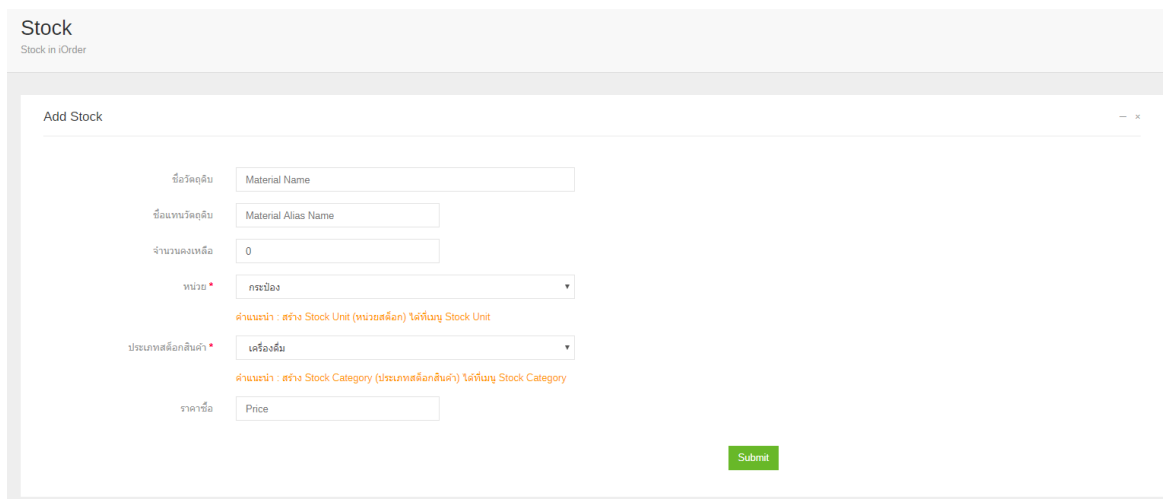 Stock
Stock in iOrder
Add Stock
ชื่อวัตถุดิบ Material Name
ชื่อแทนวัตถุดิบ Material Alias Name
จำนวนคงเหลือ 0
หน่วย * กระป๋อง
คำแนะนำ : สร้าง Stock Unit (หน่วยสต็อก) ได้ที่เมนู Stock Unit
ประเภทสต็อกสินค้า * เครื่องดื่ม
คำแนะนำ : สร้าง Stock Category (ประเภทสต็อกสินค้า) ได้ที่เมนู Stock Category
ราคาซื้อ Price
Submit